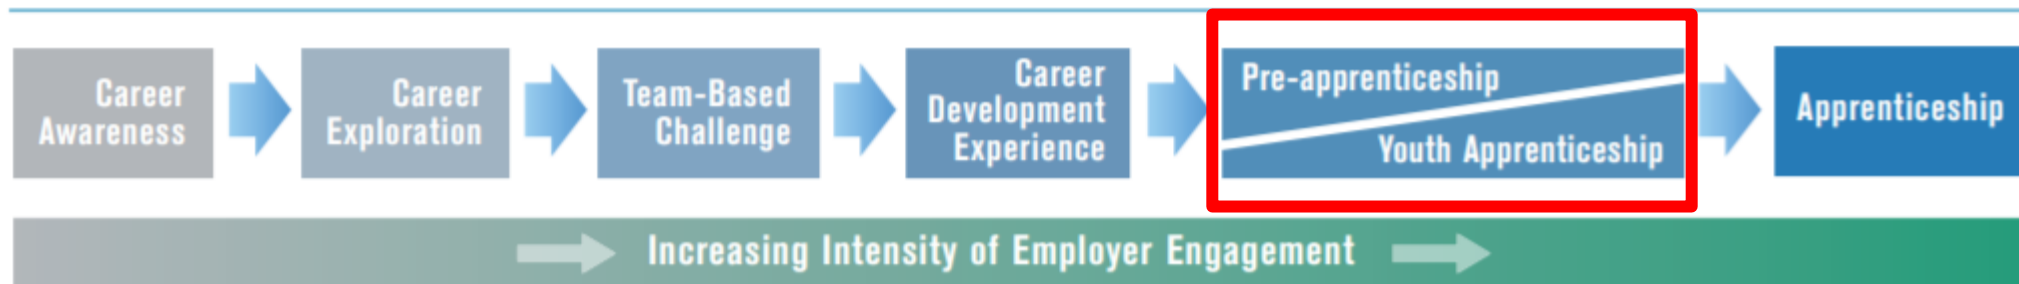 Career
Awareness
Career
Exploration
Team-Based
Challenge
Career
Development
Experience
Pre-apprenticeship
Youth Apprenticeship
Apprenticeship
Increasing Intensity of Employer Engagement